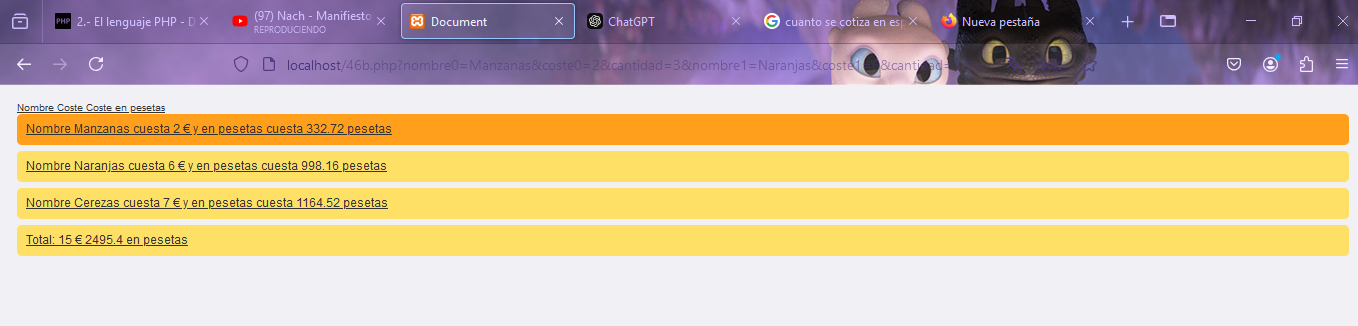 2.- El lenguaje PHP - D
(97) Nach - Manifiesto
REPRODUCIENDO
Document
ChatGPT
cuanto se cotiza en esp
Nueva pestaña
localhost/46b.php?nombre0=Manzanas&coste0=2&cantidad=3&nombre1=Naranjas&coste1=&cantidad=
Nombre Coste Coste en pesetas
Nombre Manzanas cuesta 2 € y en pesetas cuesta 332.72 pesetas
Nombre Naranjas cuesta 6 € y en pesetas cuesta 998.16 pesetas
Nombre Cerezas cuesta 7 € y en pesetas cuesta 1164.52 pesetas
Total: 15 € 2495.4 en pesetas